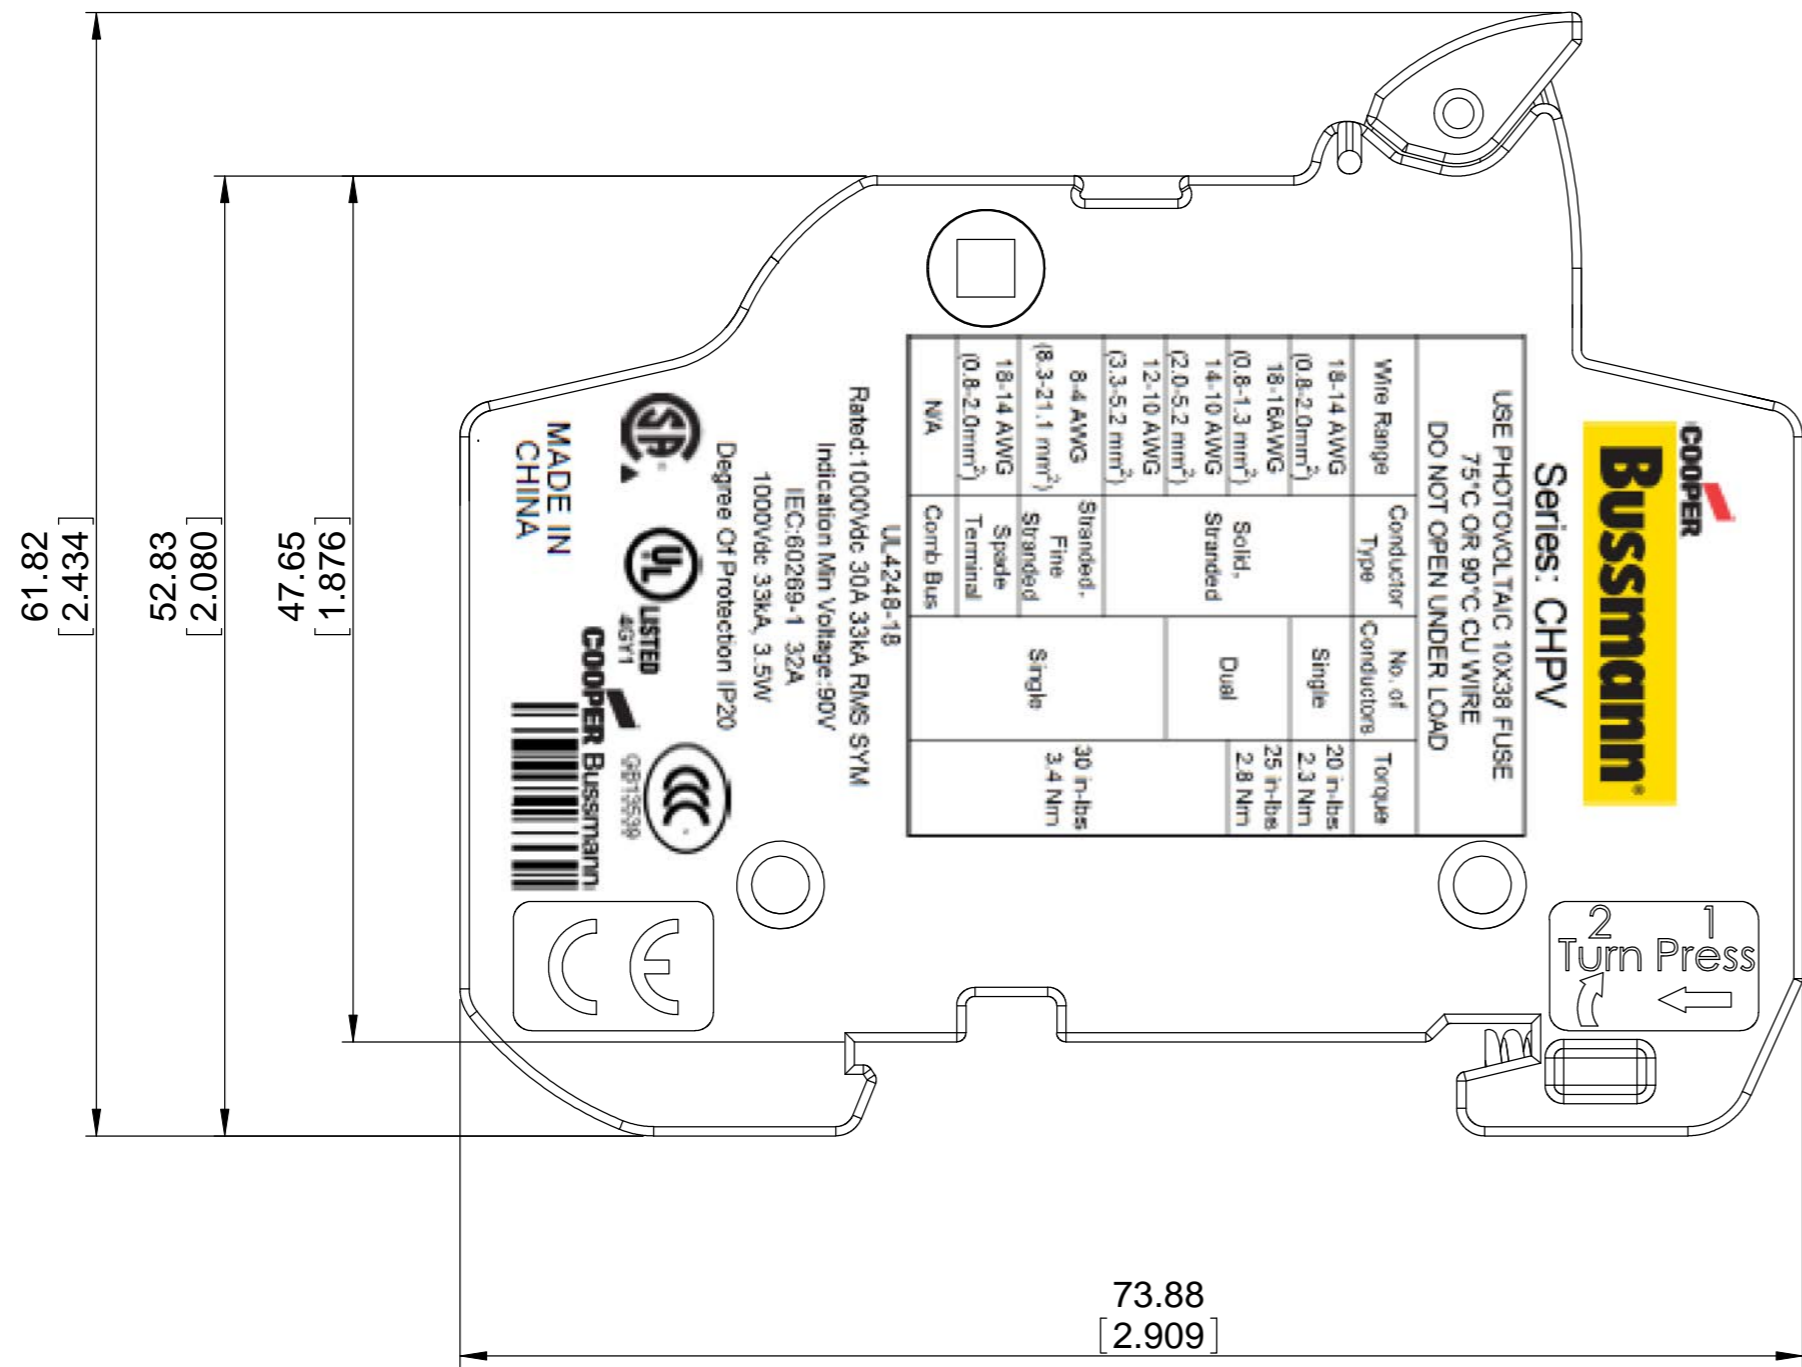 61.82
[2.434]
52.83
[2.080]
47.65
[1.876]
73.88
[2.909]
COOPER
Bussmann®
Series: CHPV
USE PHOTOVOLTAIC 10X38 FUSE
75°C OR 90°C CU WIRE
DO NOT OPEN UNDER LOAD
Wire Range
Conductor
Type
No. of
Conductors
Torque
18-14 AWG
(0.8-2.0mm²)
Single
20 in-lbs
2.3 Nm
18-16AWG
(0.8-1.3 mm²)
Solid,
Stranded
Dual
25 in-lbs
2.8 Nm
14-10 AWG
(2.0-5.2 mm²)
12-10 AWG
(3.3-5.2 mm²)
Single
30 in-lbs
3.4 Nm
8-4 AWG
(8.3-21.1 mm²)
Stranded,
Fine
Stranded
18-14 AWG
(0.8-2.0mm²)
Spade
Terminal
N/A
Comb Bus
UL4248-18
Rated:1000Vdc 30A 33kA RMS SYM
Indication Min Voltage:90V
IEC:60269-1 32A
1000Vdc 33kA, 3.5W
Degree Of Protection IP20
SA
UL
LISTED
4GY1
CCC
GB13539
COOPER Bussmann
MADE IN
CHINA
CE
1
Press
2
Turn